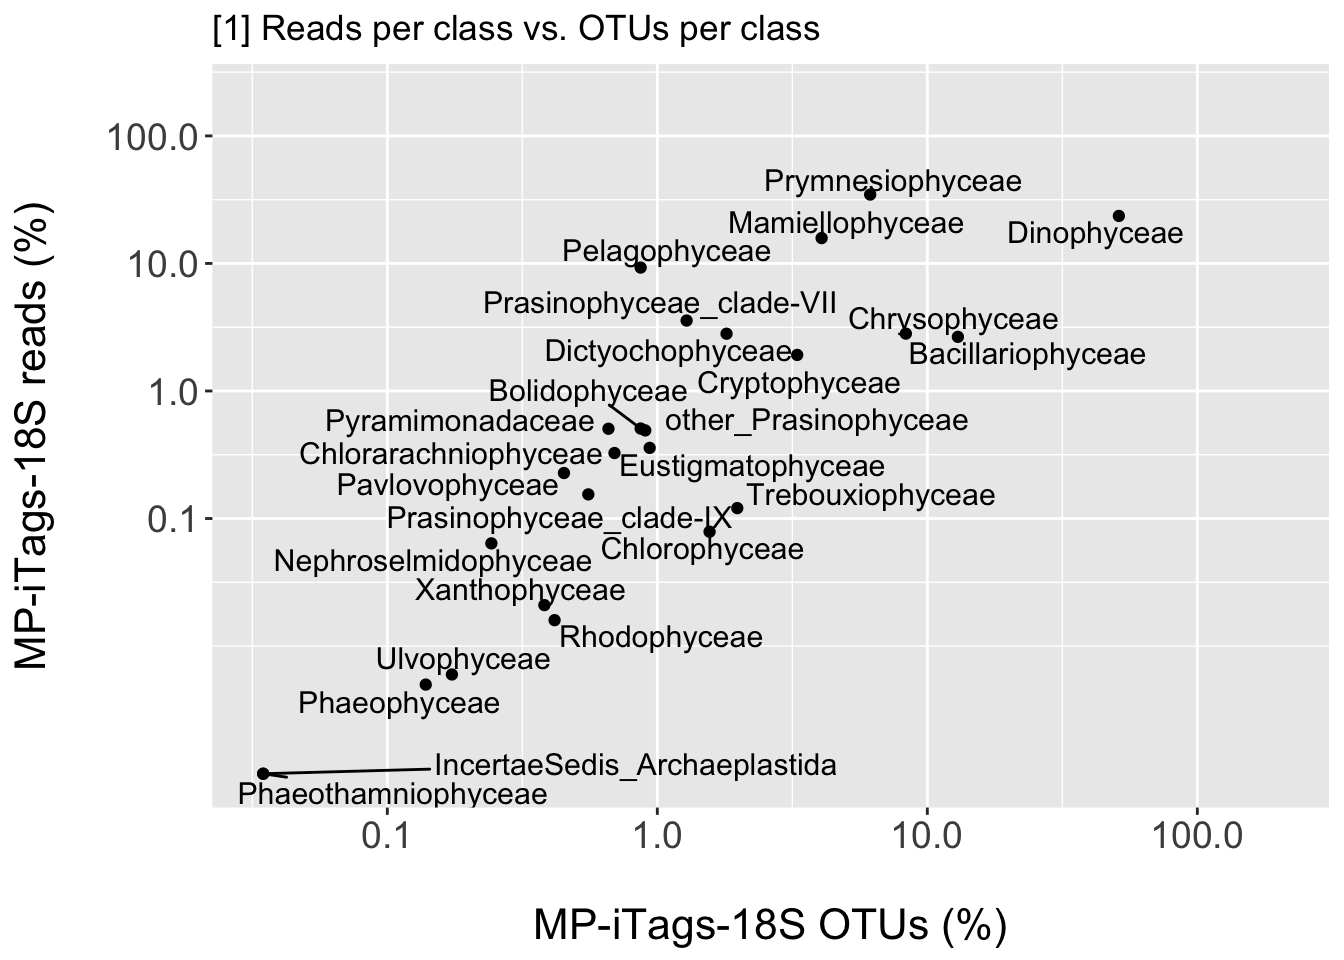 [1] Reads per class vs. OTUs per class
MP-iTags-18S reads (%)
100.0
10.0
1.0
0.1
Prymnesiophyceae
Mamiellophyceae
Dinophyceae
Pelagophyceae
Prasinophyceae_clade-VII
Chrysophyceae
Dictyochophyceae
Bacillariophyceae
Bolidophyceae
Cryptophyceae
Pyramimonadaceae
other_Prasinophyceae
Chlorarachniophyceae
Eustigmatophyceae
Pavlovophyceae
Trebouxiophyceae
Prasinophyceae_clade-IX
Chlorophyceae
Nephroselmidophyceae
Xanthophyceae
Rhodophyceae
Ulvophyceae
Phaeophyceae
IncertaeSedis_Archaeplastida
Phaeothamniophyceae
0.1
1.0
10.0
100.0
MP-iTags-18S OTUs (%)